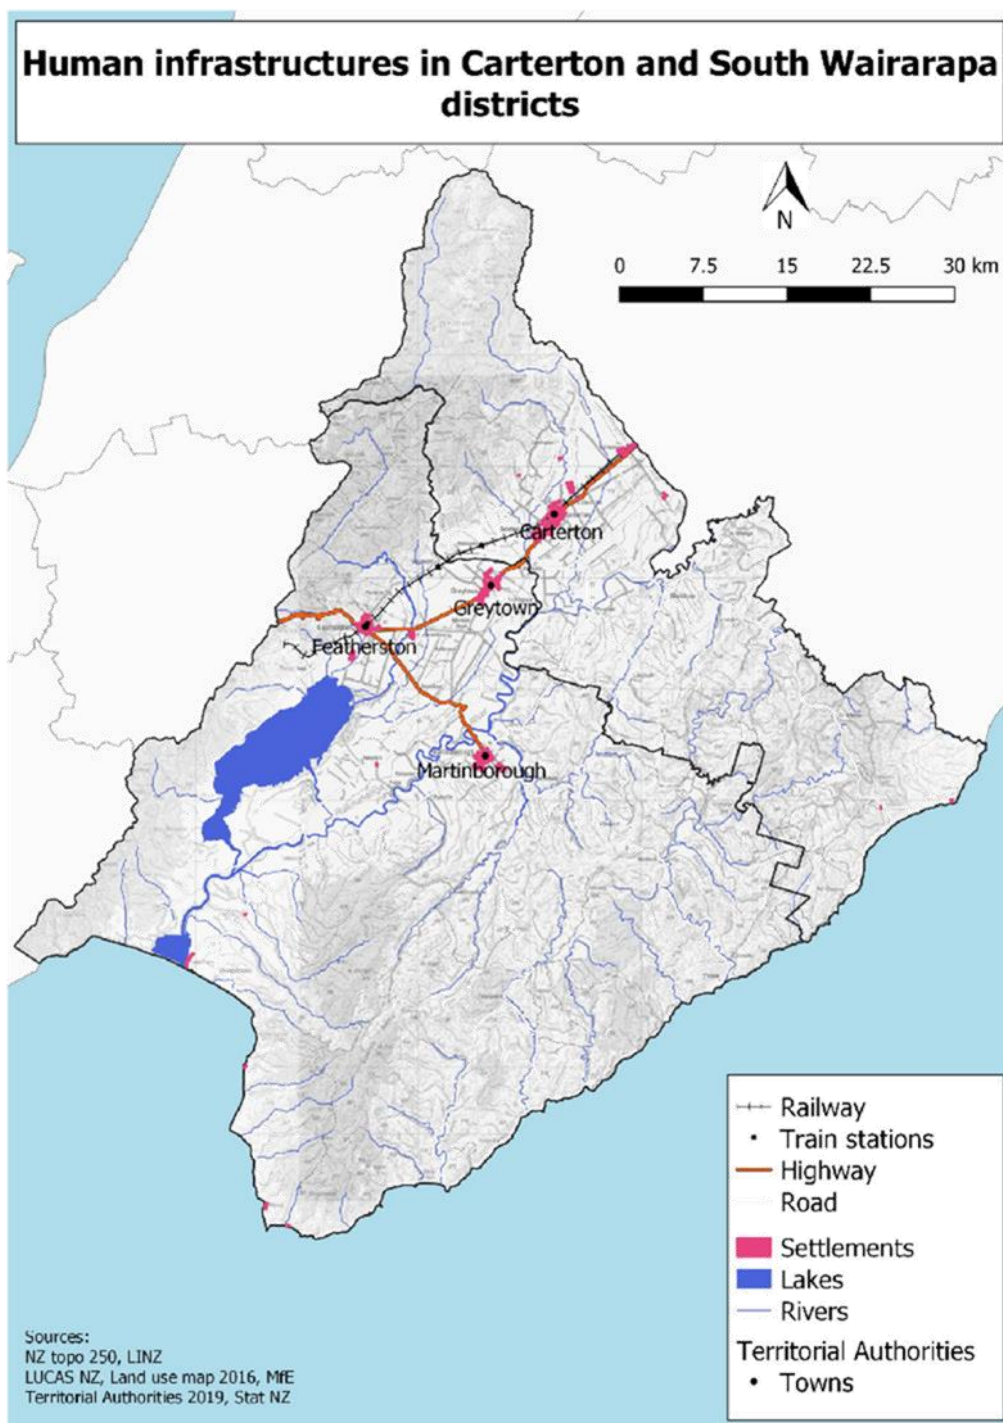 Human infrastructures in Carterton and South Wairarapa
districts
N
0 7.5 15 22.5 30 km
Carterton
Greytown
Featherston
Martinborough
Railway
Train stations
Highway
Road
Settlements
Lakes
Rivers
Territorial Authorities
Towns
Sources:
NZ topo 250, LINZ
LUCAS NZ, Land use map 2016, MfE
Territorial Authorities 2019, Stat NZ